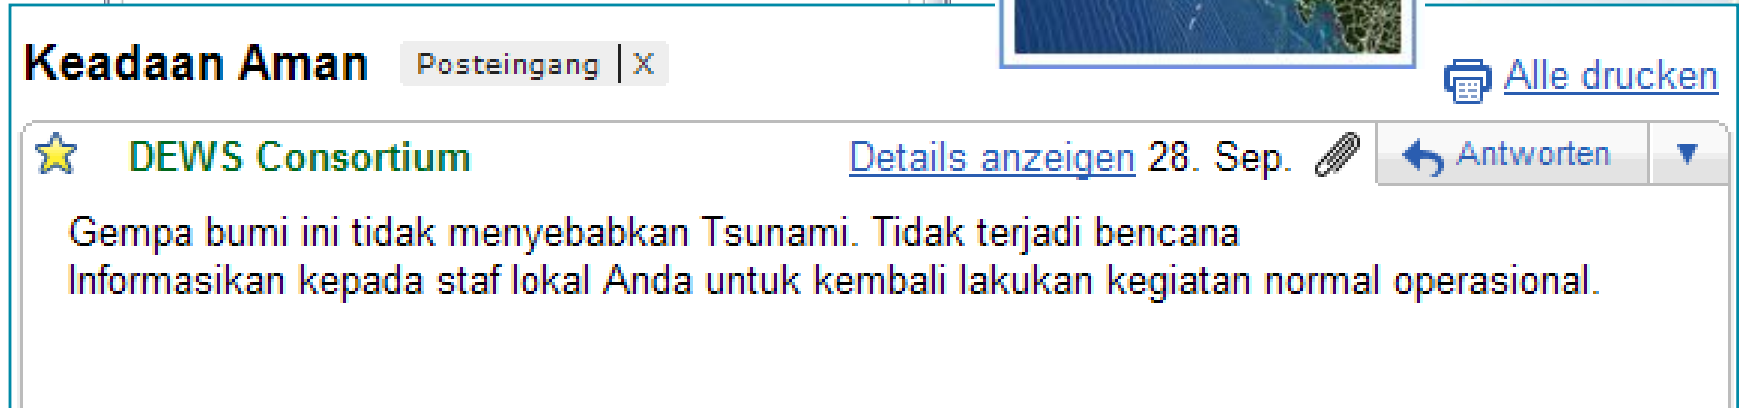 Keadaan Aman Posteingang | X
Alle drucken
DEWS Consortium Details anzeigen 28. Sep. Antworten
Gempa bumi ini tidak menyebabkan Tsunami. Tidak terjadi bencana
Informasikan kepada staf lokal Anda untuk kembali lakukan kegiatan normal operasional.